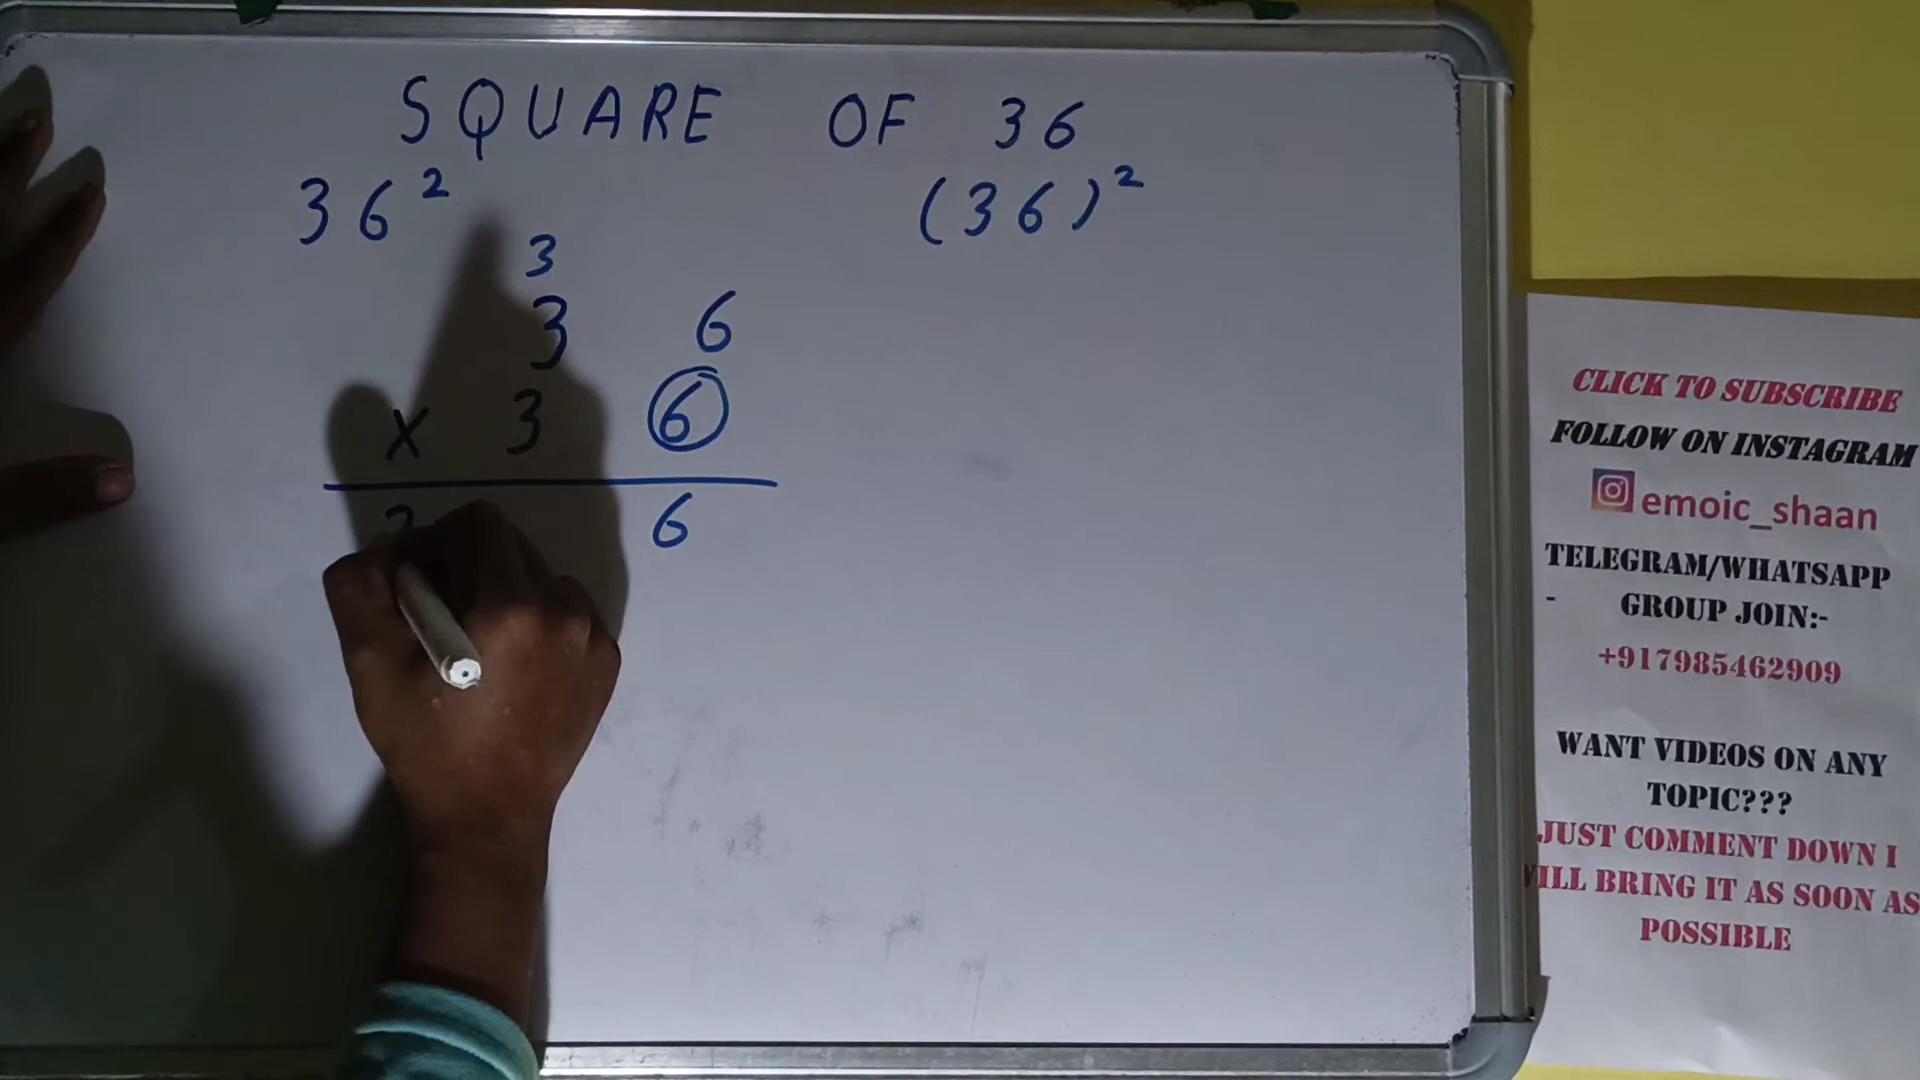 SQUARE OF 36
36² (36)²
3
3 6
x 3 6
6
CLICK TO SUBSCRIBE
FOLLOW ON INSTAGRAM
emoic_shaan
TELEGRAM/WHATSAPP
- GROUP JOIN:-
+917985462909
WANT VIDEOS ON ANY
TOPIC???
JUST COMMENT DOWN I
WILL BRING IT AS SOON AS
POSSIBLE